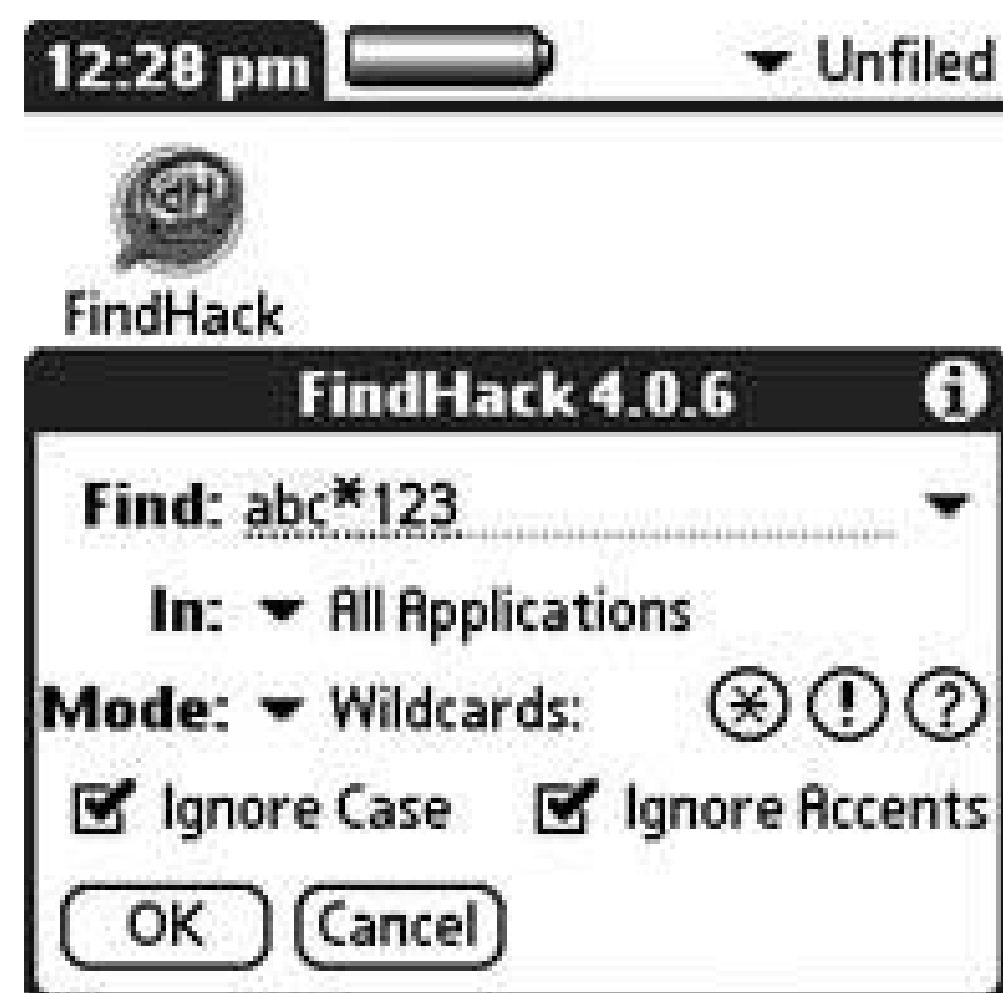 12:28 pm Unfiled
FindHack
FindHack 4.0.6
Find: abc*123
In: All Applications
Mode: Wildcards: * ! ?
Ignore Case Ignore Accents
OK Cancel